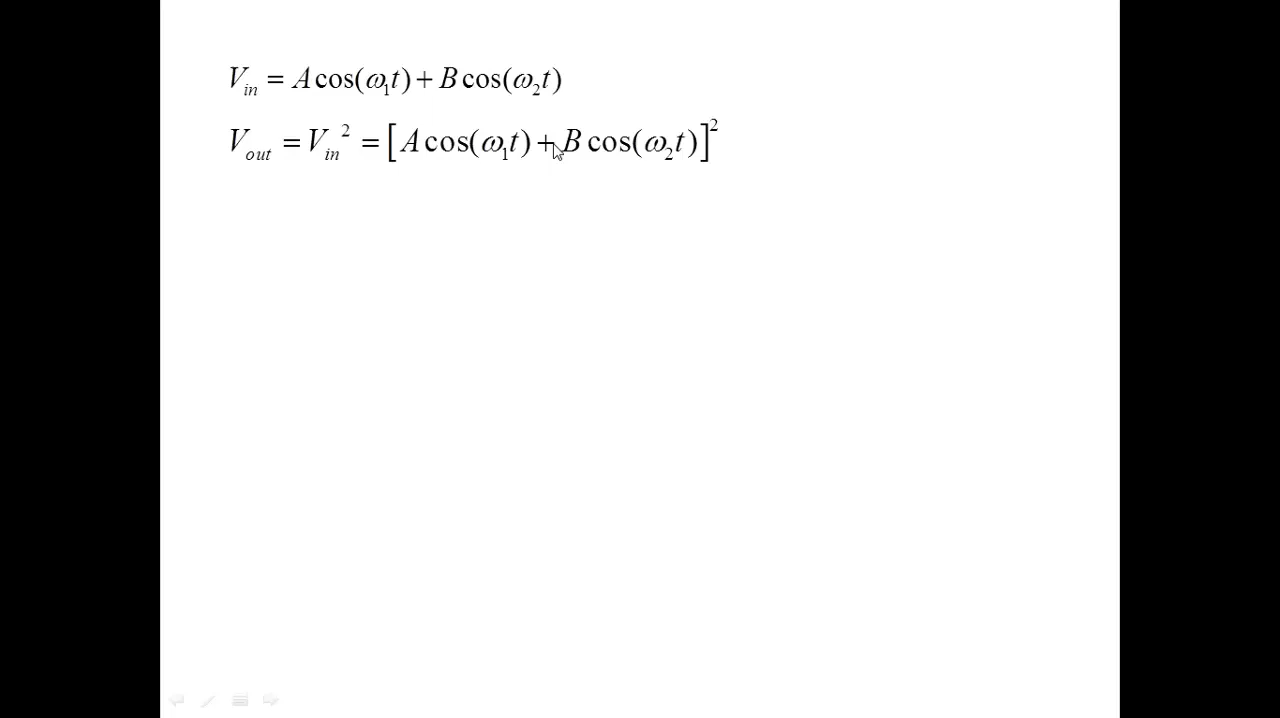 V_in = A cos(ω₁t) + B cos(ω₂t)
V_out = V_in² = [A cos(ω₁t) + B cos(ω₂t)]²